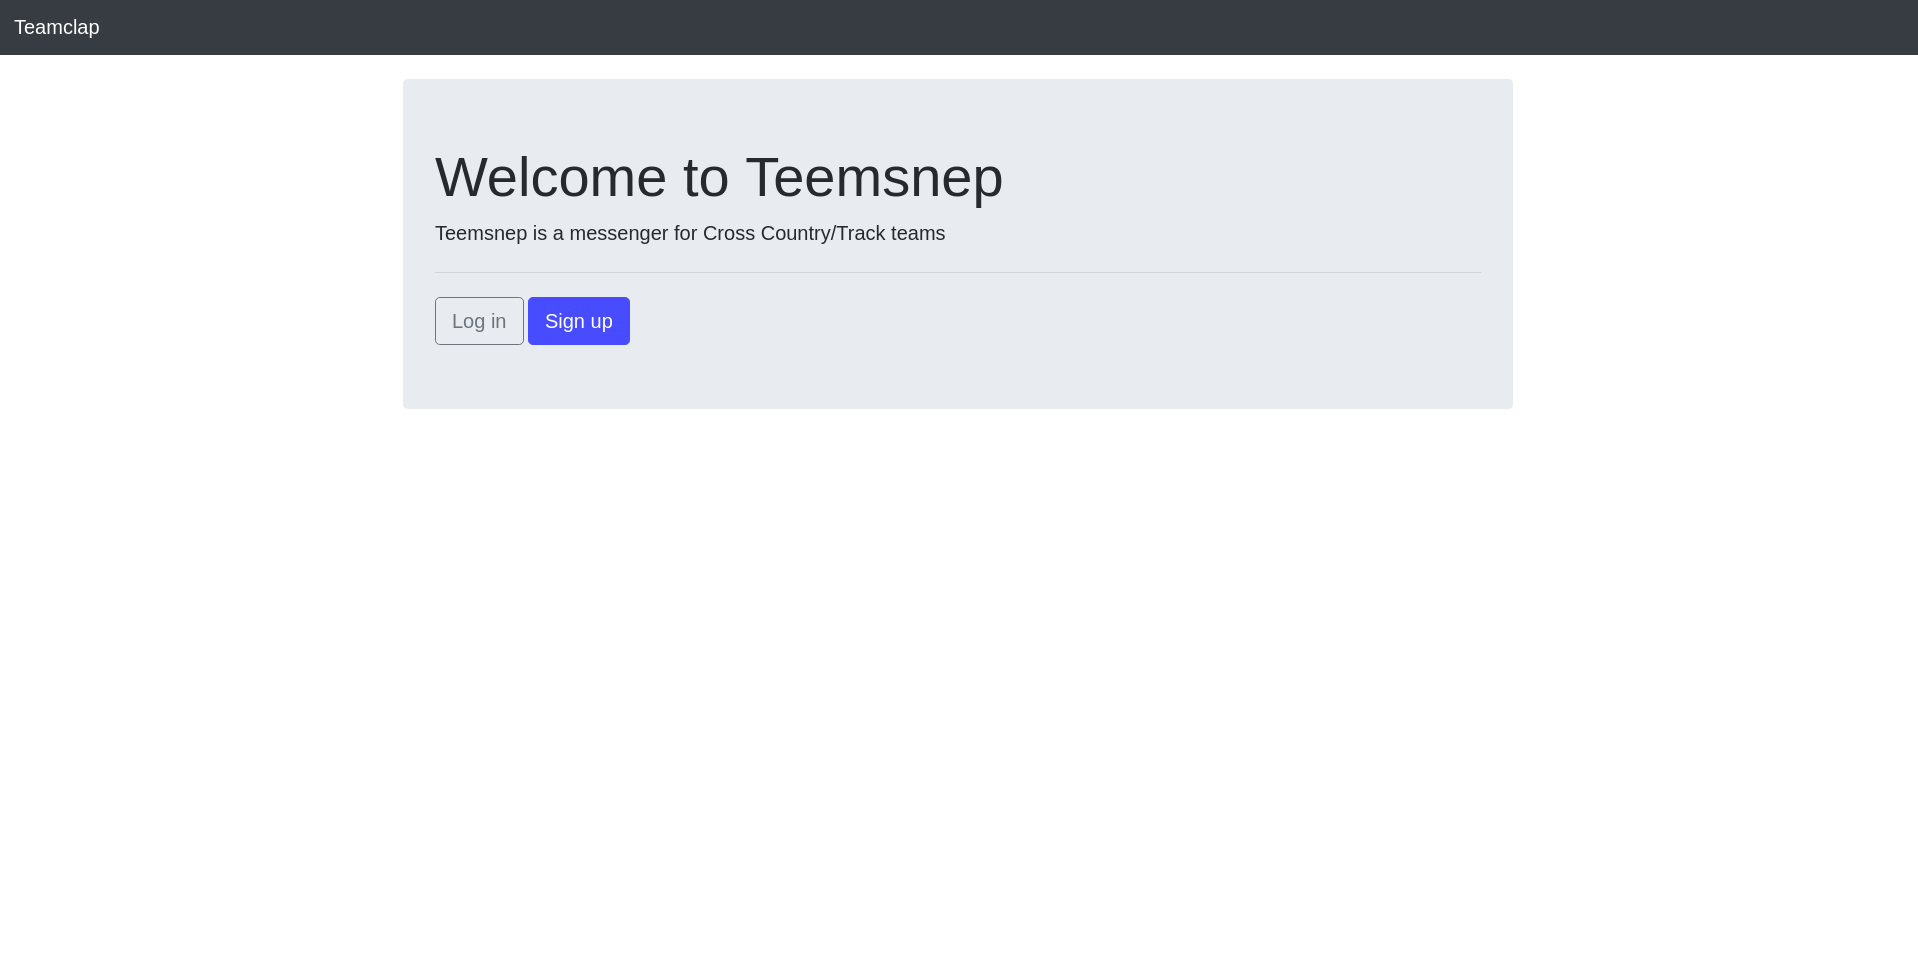 Teamclap
Welcome to Teemsnep
Teemsnep is a messenger for Cross Country/Track teams
Log in
Sign up